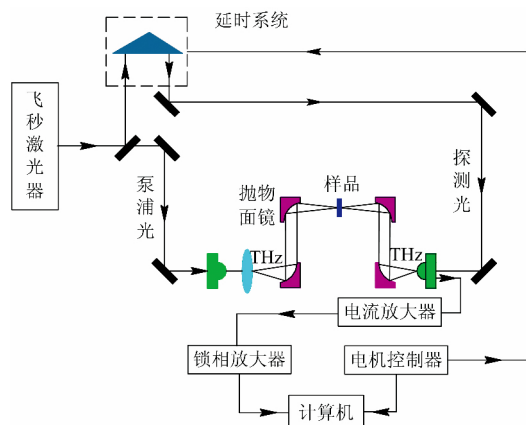 延时系统
飞秒激光器
泵浦光
抛物
面镜
样品
探测光
THz
THz
电流放大器
锁相放大器
电机控制器
计算机